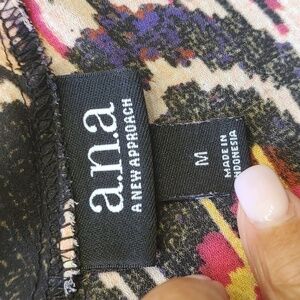 a.n.a
A NEW APPROACH
M
MADE IN
INDONESIA